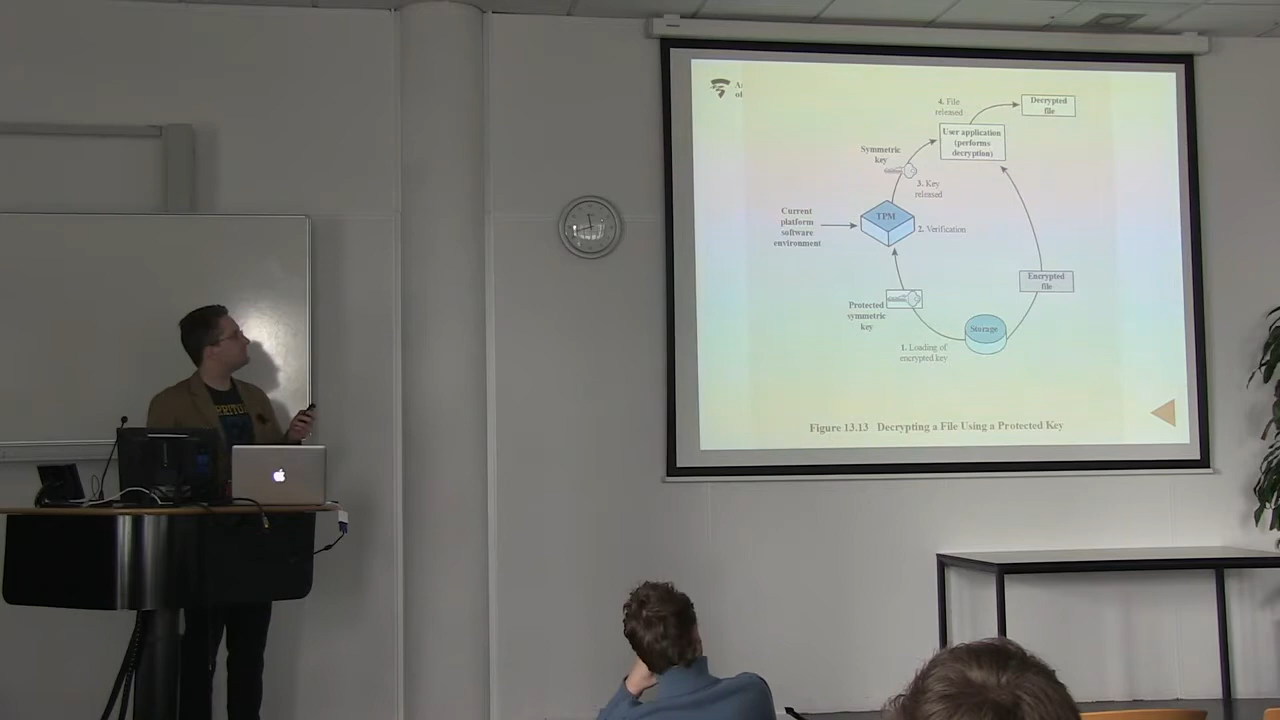 4. File
released
Decrypted
file
User application
(performs
decryption)
Symmetric
key
3. Key
released
Current
platform
software
environment
TPM
2. Verification
Encrypted
file
Protected
symmetric
key
Storage
1. Loading of
encrypted key
Figure 13.13 Decrypting a File Using a Protected Key